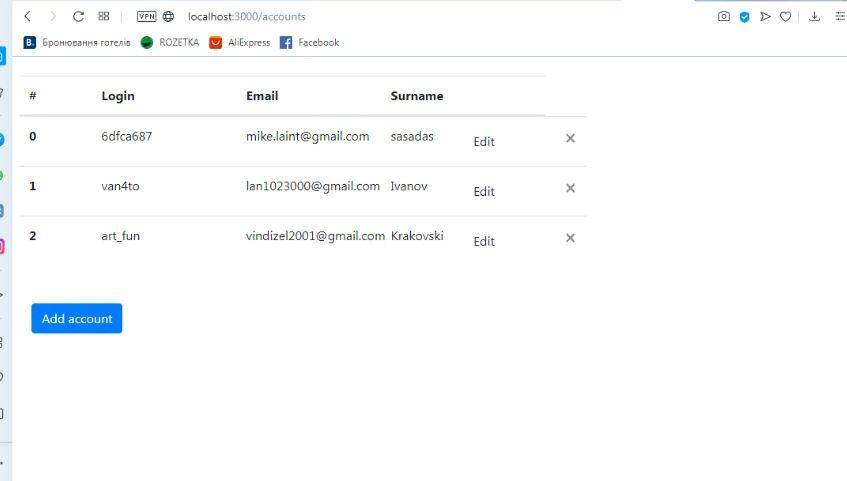 VPN localhost:3000/accounts
B. Бронювання готелів ROZETKA AliExpress Facebook
# Login Email Surname
0 6dfca687 mike.laint@gmail.com sasadas Edit ×
1 van4to lan1023000@gmail.com Ivanov Edit ×
2 art_fun vindizel2001@gmail.com Krakovski Edit ×
Add account